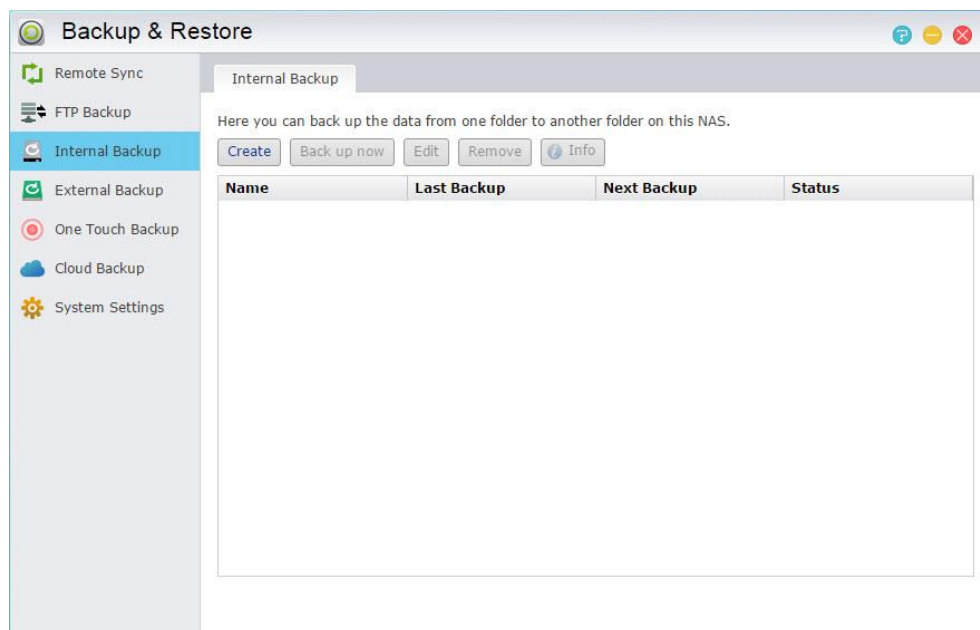 Backup & Restore
Remote Sync
FTP Backup
Internal Backup
External Backup
One Touch Backup
Cloud Backup
System Settings
Internal Backup
Here you can back up the data from one folder to another folder on this NAS.
Create Back up now Edit Remove Info
Name Last Backup Next Backup Status